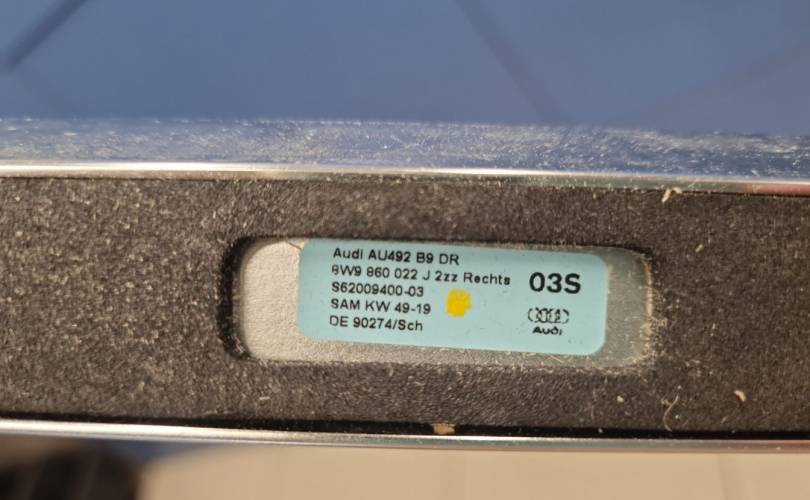 Audi AU492 B9 DR
8W9 860 022 J 2zz Rechts
S62009400-03
SAM KW 49-19
DE 90274/Sch
03S
Audi